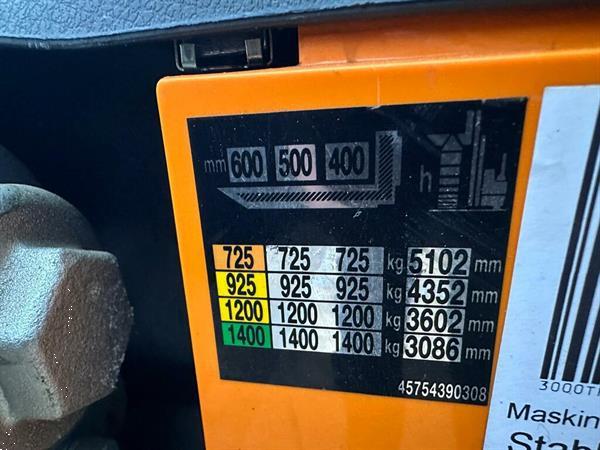 mm 600 500 400
h
725 725 725 kg 5102 mm
925 925 925 kg 4352 mm
1200 1200 1200 kg 3602 mm
1400 1400 1400 kg 3086 mm
45754390308
3000T
Maskin
Stabl